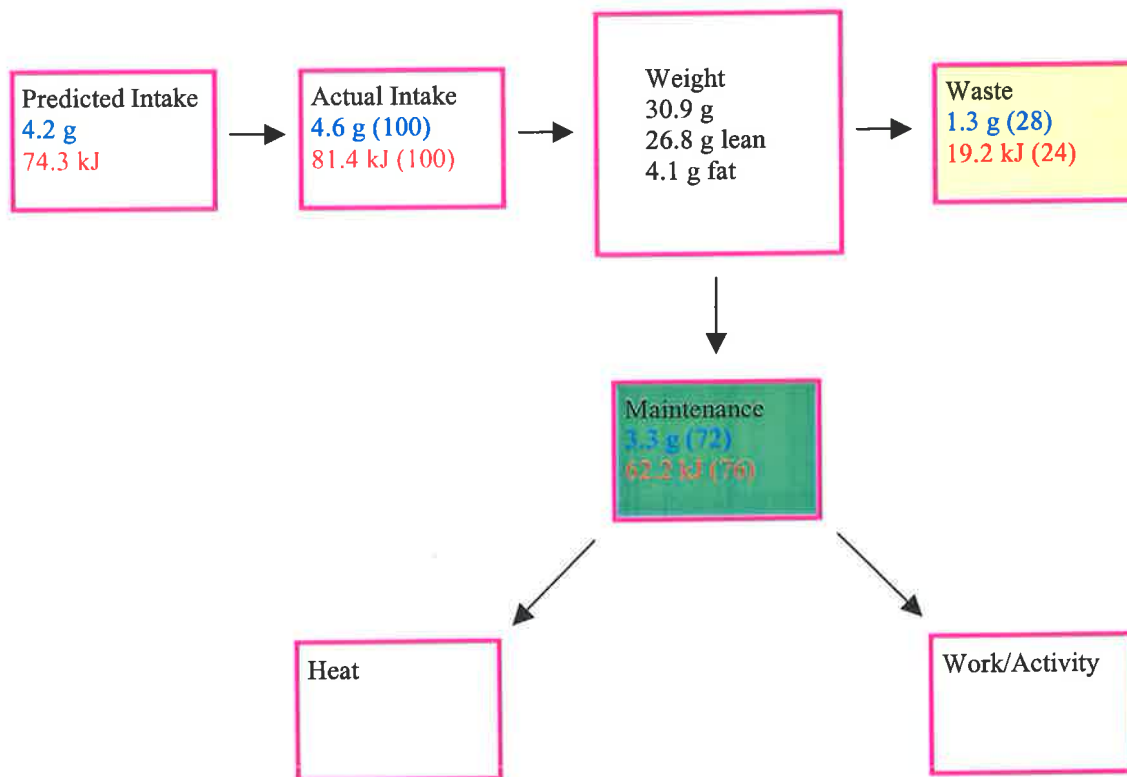 Predicted Intake
4.2 g
74.3 kJ
Actual Intake
4.6 g (100)
81.4 kJ (100)
Weight
30.9 g
26.8 g lean
4.1 g fat
Waste
1.3 g (28)
19.2 kJ (24)
Maintenance
3.3 g (72)
62.2 kJ (76)
Heat
Work/Activity